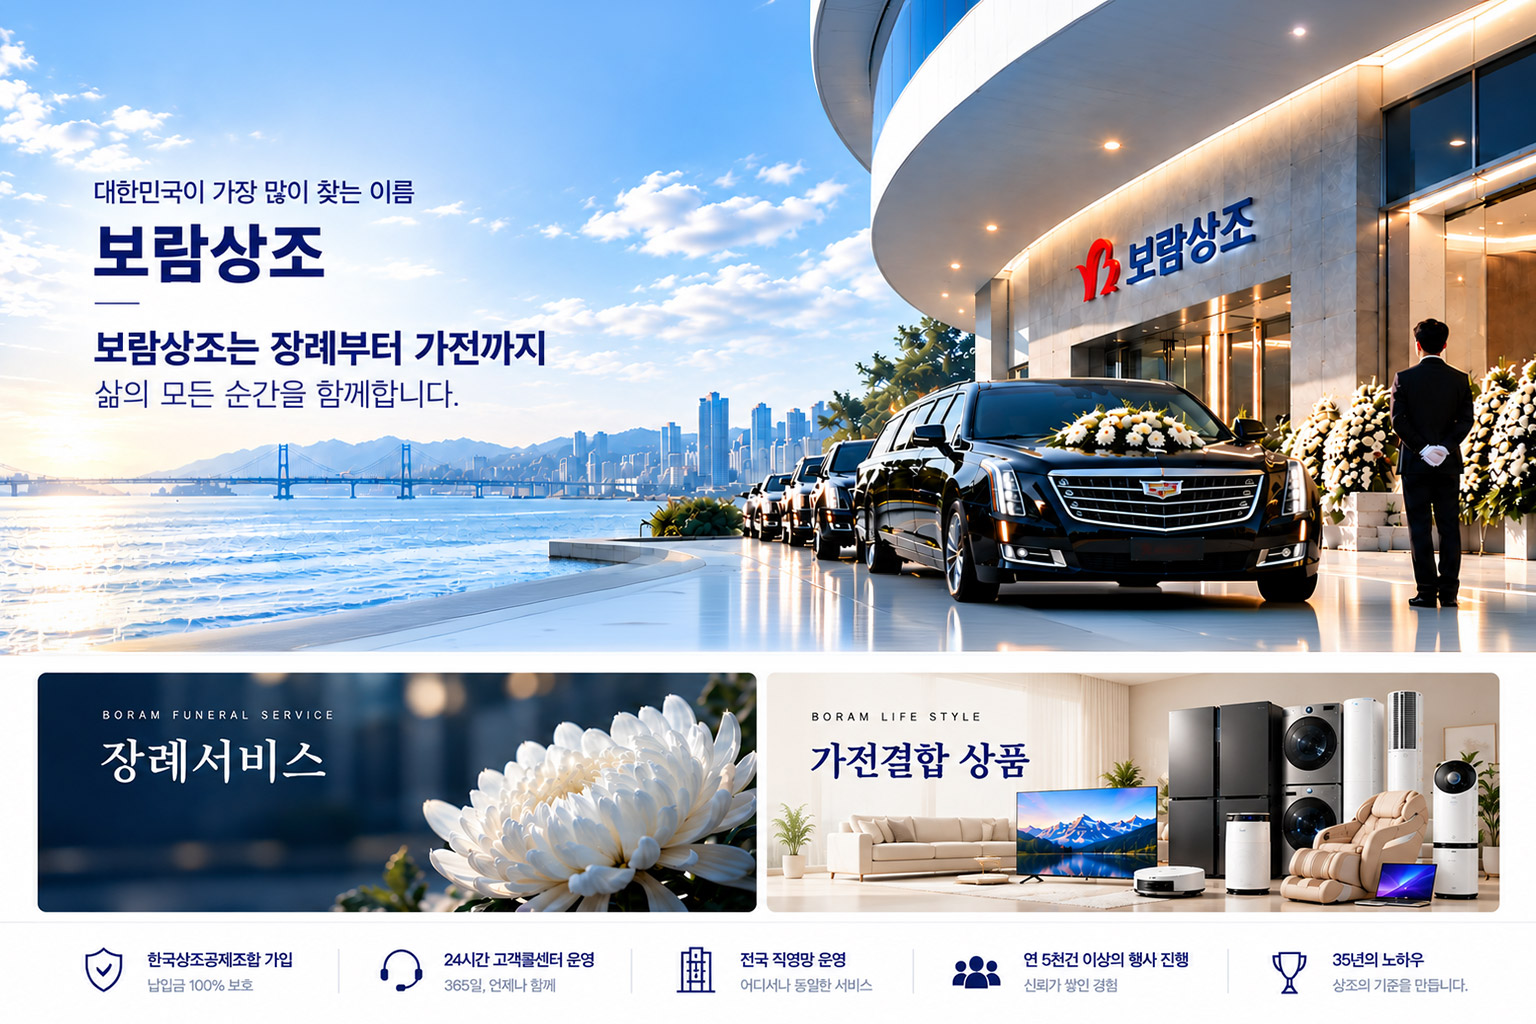 대한민국이 가장 많이 찾는 이름
보람상조
보람상조는 장례부터 가전까지
삶의 모든 순간을 함께합니다.
보람상조
BORAM FUNERAL SERVICE
장례서비스
BORAM LIFE STYLE
가전결합 상품
한국상조공제조합 가입
납입금 100% 보호
24시간 고객콜센터 운영
365일, 언제나 함께
전국 직영망 운영
어디서나 동일한 서비스
연 5천건 이상의 행사 진행
신뢰가 쌓인 경험
35년의 노하우
상조의 기준을 만듭니다.